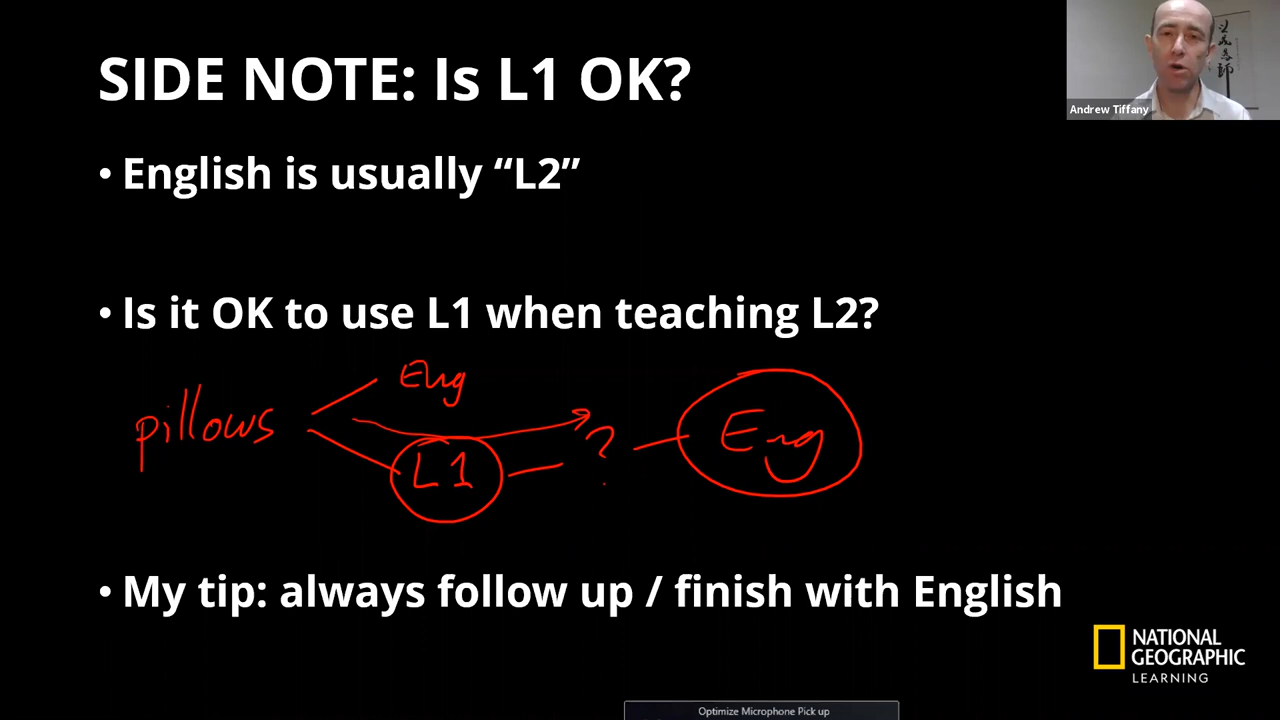 SIDE NOTE: Is L1 OK?
Andrew Tiffany
• English is usually “L2”
• Is it OK to use L1 when teaching L2?
Eng
pillows
L1
?
Eng
• My tip: always follow up / finish with English
NATIONAL
GEOGRAPHIC
LEARNING
Optimize Microphone Pick up